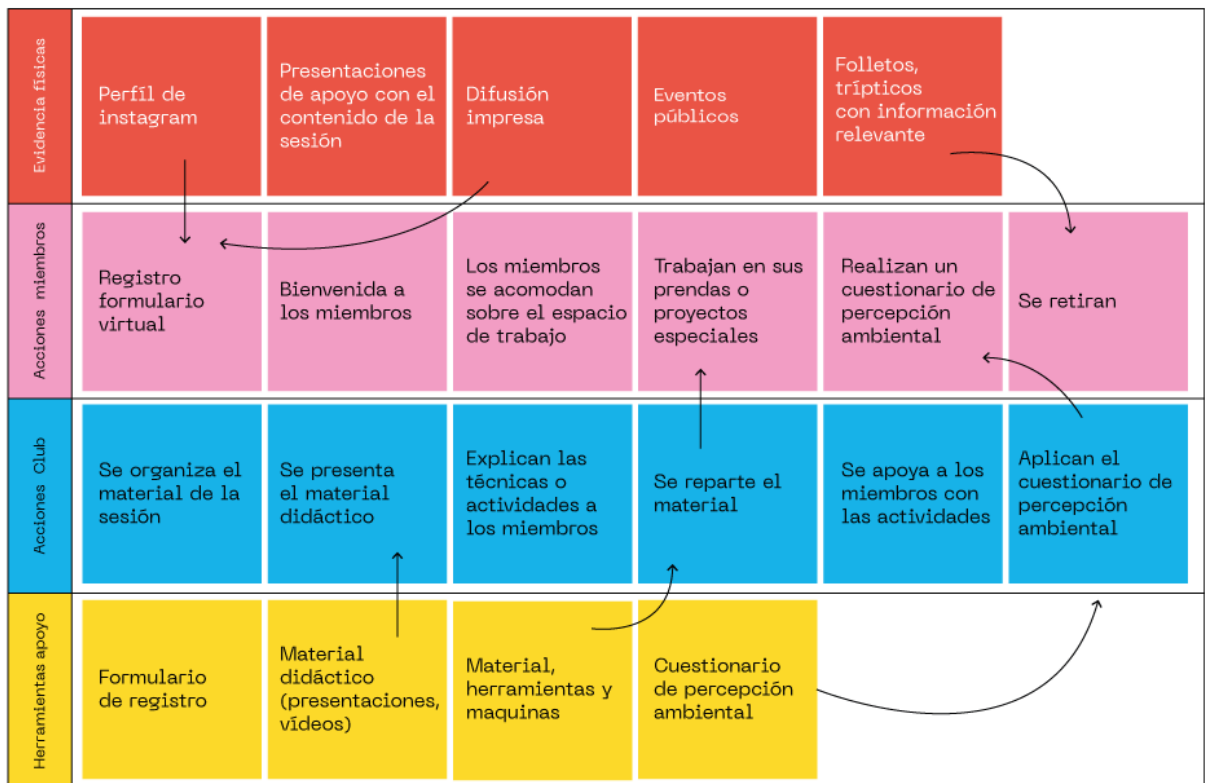 Evidencia físicas
Perfil de
instagram
Presentaciones
de apoyo con el
contenido de la
sesión
Difusión
impresa
Eventos
públicos
Folletos,
trípticos
con información
relevante
Acciones miembros
Registro
formulario
virtual
Bienvenida a
los miembros
Los miembros
se acomodan
sobre el espacio
de trabajo
Trabajan en sus
prendas o
proyectos
especiales
Realizan un
cuestionario de
percepción
ambiental
Se retiran
Acciones Club
Se organiza el
material de la
sesión
Se presenta
el material
didáctico
Explican las
técnicas o
actividades a
los miembros
Se reparte el
material
Se apoya a los
miembros con
las actividades
Aplican el
cuestionario de
percepción
ambiental
Herramientas apoyo
Formulario
de registro
Material
didáctico
(presentaciones,
vídeos)
Material,
herramientas y
maquinas
Cuestionario
de percepción
ambiental